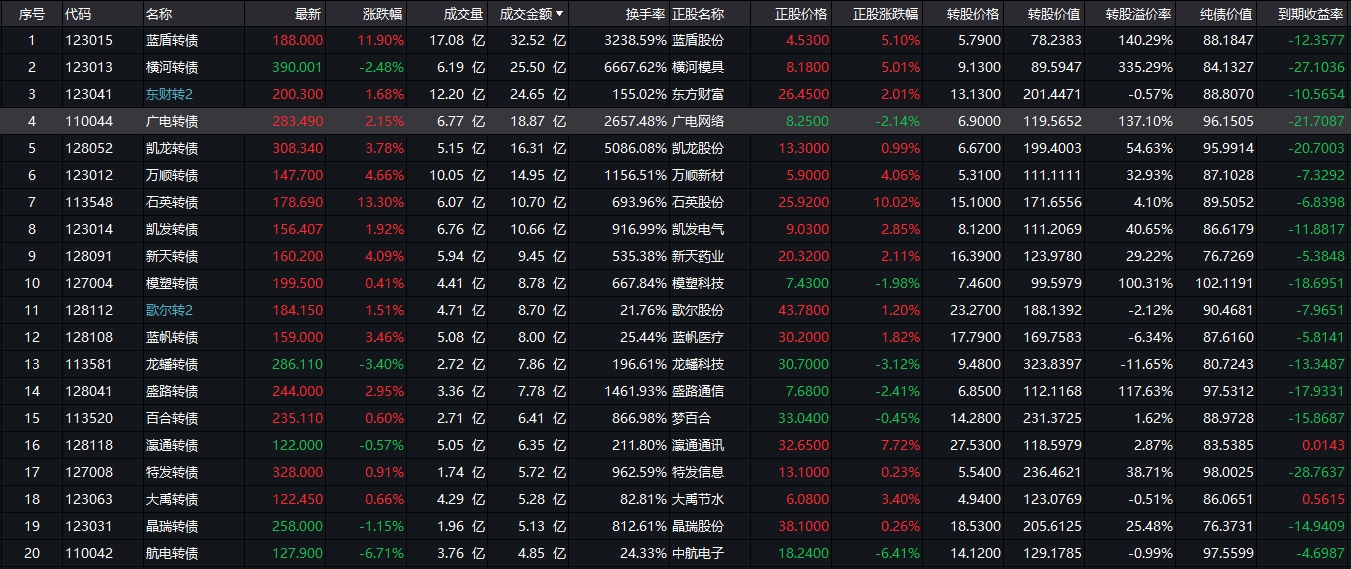 序号 代码 名称 最新 涨跌幅 成交量 成交金额▼ 换手率 正股名称 正股价格 正股涨跌幅 转股价格 转股价值 转股溢价率 纯债价值 到期收益率
1 123015 蓝盾转债 188.000 11.90% 17.08 亿 32.52 亿 3238.59% 蓝盾股份 4.5300 5.10% 5.7900 78.2383 140.29% 88.1847 -12.3577
2 123013 横河转债 390.001 -2.48% 6.19 亿 25.50 亿 6667.62% 横河模具 8.1800 5.01% 9.1300 89.5947 335.29% 84.1327 -27.1036
3 123041 东财转2 200.300 1.68% 12.20 亿 24.65 亿 155.02% 东方财富 26.4500 2.01% 13.1300 201.4471 -0.57% 88.8070 -10.5654
4 110044 广电转债 283.490 2.15% 6.77 亿 18.87 亿 2657.48% 广电网络 8.2500 -2.14% 6.9000 119.5652 137.10% 96.1505 -21.7087
5 128052 凯龙转债 308.340 3.78% 5.15 亿 16.31 亿 5086.08% 凯龙股份 13.3000 0.99% 6.6700 199.4003 54.63% 95.9914 -20.7003
6 123012 万顺转债 147.700 4.66% 10.05 亿 14.95 亿 1156.51% 万顺新材 5.9000 4.06% 5.3100 111.1111 32.93% 87.1028 -7.3292
7 113548 石英转债 178.690 13.30% 6.07 亿 10.70 亿 693.96% 石英股份 25.9200 10.02% 15.1000 171.6556 4.10% 89.5052 -6.8398
8 123014 凯发转债 156.407 1.92% 6.76 亿 10.66 亿 916.99% 凯发电气 9.0300 2.85% 8.1200 111.2069 40.65% 86.6179 -11.8817
9 128091 新天转债 160.200 4.09% 5.94 亿 9.45 亿 535.38% 新天药业 20.3200 2.11% 16.3900 123.9780 29.22% 76.7269 -5.3848
10 127004 模塑转债 199.500 0.41% 4.41 亿 8.78 亿 667.84% 模塑科技 7.4300 -1.98% 7.4600 99.5979 100.31% 102.1191 -18.6951
11 128112 歌尔转2 184.150 1.51% 4.71 亿 8.70 亿 21.76% 歌尔股份 43.7800 1.20% 23.2700 188.1392 -2.12% 90.4681 -7.9651
12 128108 蓝帆转债 159.000 3.46% 5.08 亿 8.00 亿 25.44% 蓝帆医疗 30.2000 1.82% 17.7900 169.7583 -6.34% 87.6160 -5.8141
13 113581 龙蟠转债 286.110 -3.40% 2.72 亿 7.86 亿 196.61% 龙蟠科技 30.7000 -3.12% 9.4800 323.8397 -11.65% 80.7243 -13.3487
14 128041 盛路转债 244.000 2.95% 3.36 亿 7.78 亿 1461.93% 盛路通信 7.6800 -2.41% 6.8500 112.1168 117.63% 97.5312 -17.9331
15 113520 百合转债 235.110 0.60% 2.71 亿 6.41 亿 866.98% 梦百合 33.0400 -0.45% 14.2800 231.3725 1.62% 88.9728 -15.8687
16 128118 瀛通转债 122.000 -0.57% 5.05 亿 6.35 亿 211.80% 瀛通通讯 32.6500 7.72% 27.5300 118.5979 2.87% 83.5385 0.0143
17 127008 特发转债 328.000 0.91% 1.74 亿 5.72 亿 962.59% 特发信息 13.1000 0.23% 5.5400 236.4621 38.71% 98.0025 -28.7637
18 123063 大禹转债 122.450 0.66% 4.29 亿 5.28 亿 82.81% 大禹节水 6.0800 3.40% 4.9400 123.0769 -0.51% 86.0651 0.5615
19 123031 晶瑞转债 258.000 -1.15% 1.96 亿 5.13 亿 812.61% 晶瑞股份 38.1000 0.26% 18.5300 205.6125 25.48% 76.3731 -14.9409
20 110042 航电转债 127.900 -6.71% 3.76 亿 4.85 亿 24.33% 中航电子 18.2400 -6.41% 14.1200 129.1785 -0.99% 97.5599 -4.6987